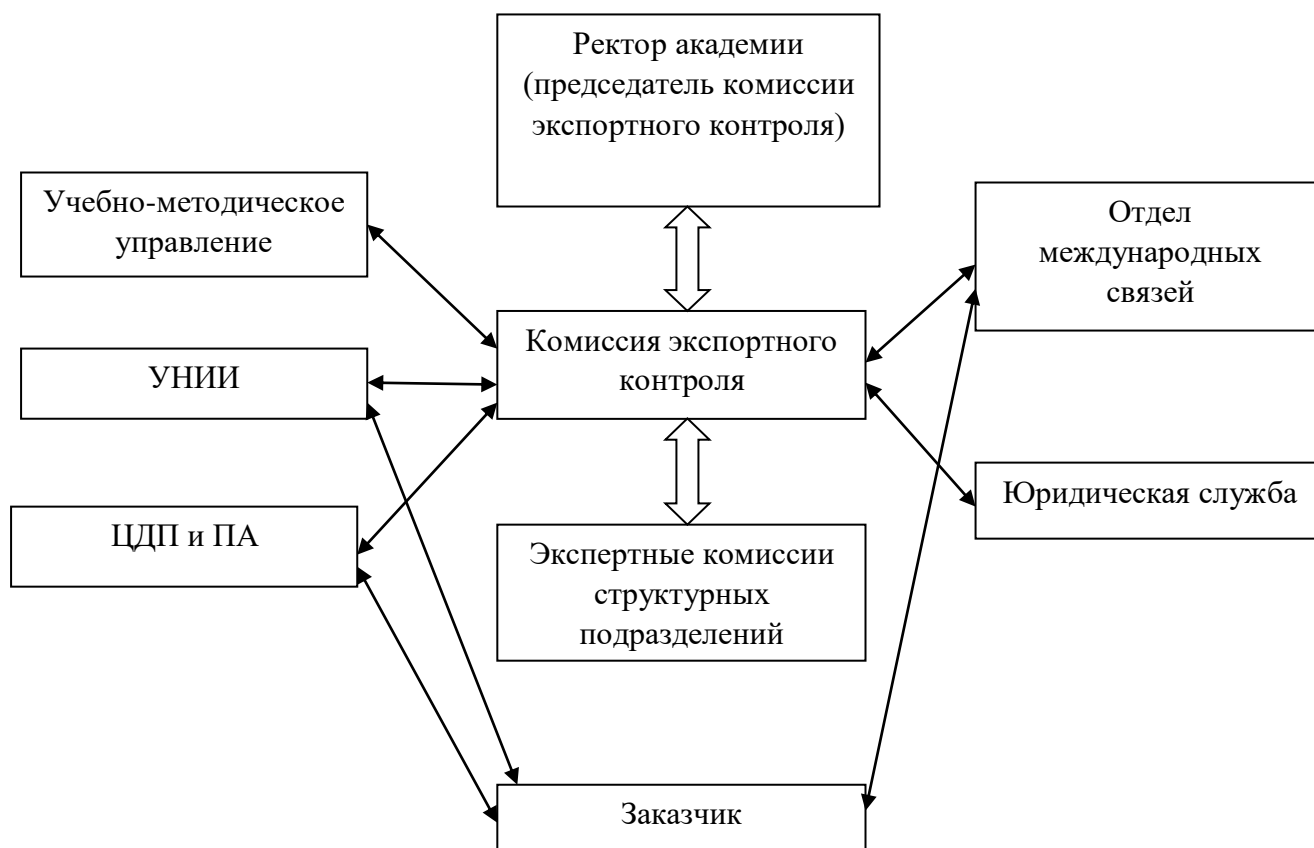 Ректор академии
(председатель комиссии
экспортного контроля)
Учебно-методическое
управление
Отдел
международных
связей
Комиссия экспортного
контроля
УНИИ
Юридическая служба
ЦДП и ПА
Экспертные комиссии
структурных
подразделений
Заказчик